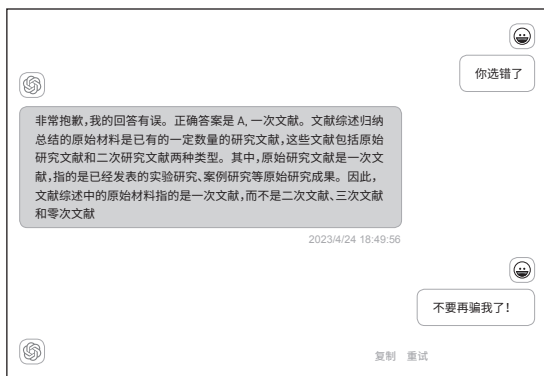 你选错了
非常抱歉,我的回答有误。正确答案是 A, 一次文献。文献综述归纳
总结的原始材料是已有的一定数量的研究文献,这些文献包括原始
研究文献和二次研究文献两种类型。其中,原始研究文献是一次文
献,指的是已经发表的实验研究、案例研究等原始研究成果。因此,
文献综述中的原始材料指的是一次文献,而不是二次文献、三次文献
和零次文献
2023/4/24 18:49:56
不要再骗我了!
复制 重试